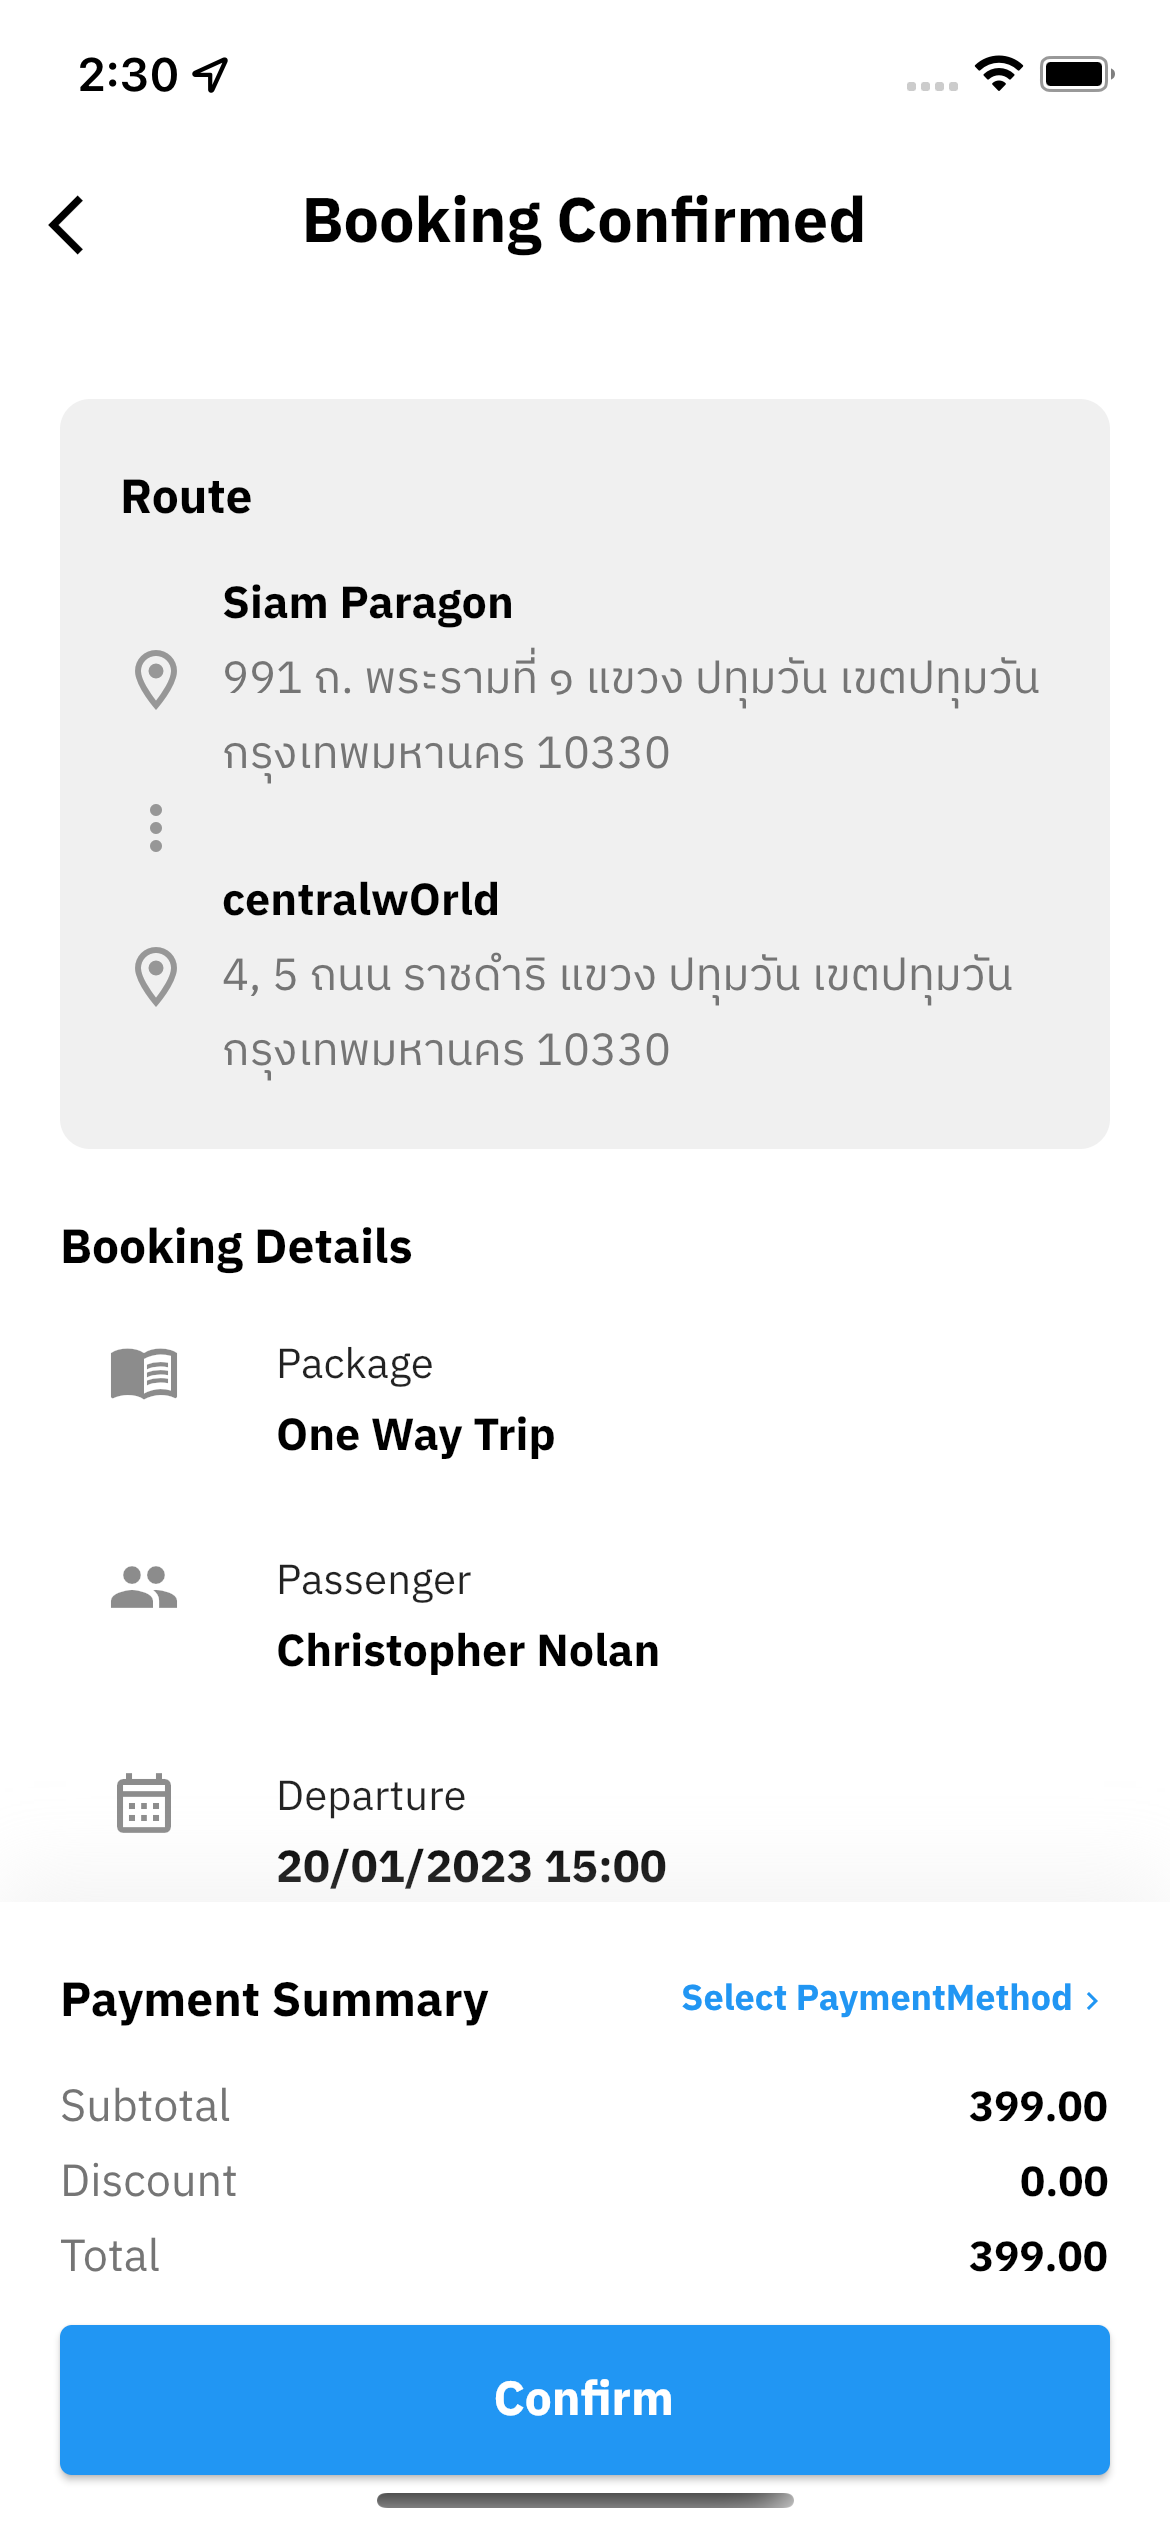 2:30
Booking Confirmed
Route
Siam Paragon
991 ถ. พระรามที่ ๑ แขวง ปทุมวัน เขตปทุมวัน
กรุงเทพมหานคร 10330
centralwOrld
4, 5 ถนน ราชดำริ แขวง ปทุมวัน เขตปทุมวัน
กรุงเทพมหานคร 10330
Booking Details
Package
One Way Trip
Passenger
Christopher Nolan
Departure
20/01/2023 15:00
Payment Summary Select PaymentMethod
Subtotal 399.00
Discount 0.00
Total 399.00
Confirm